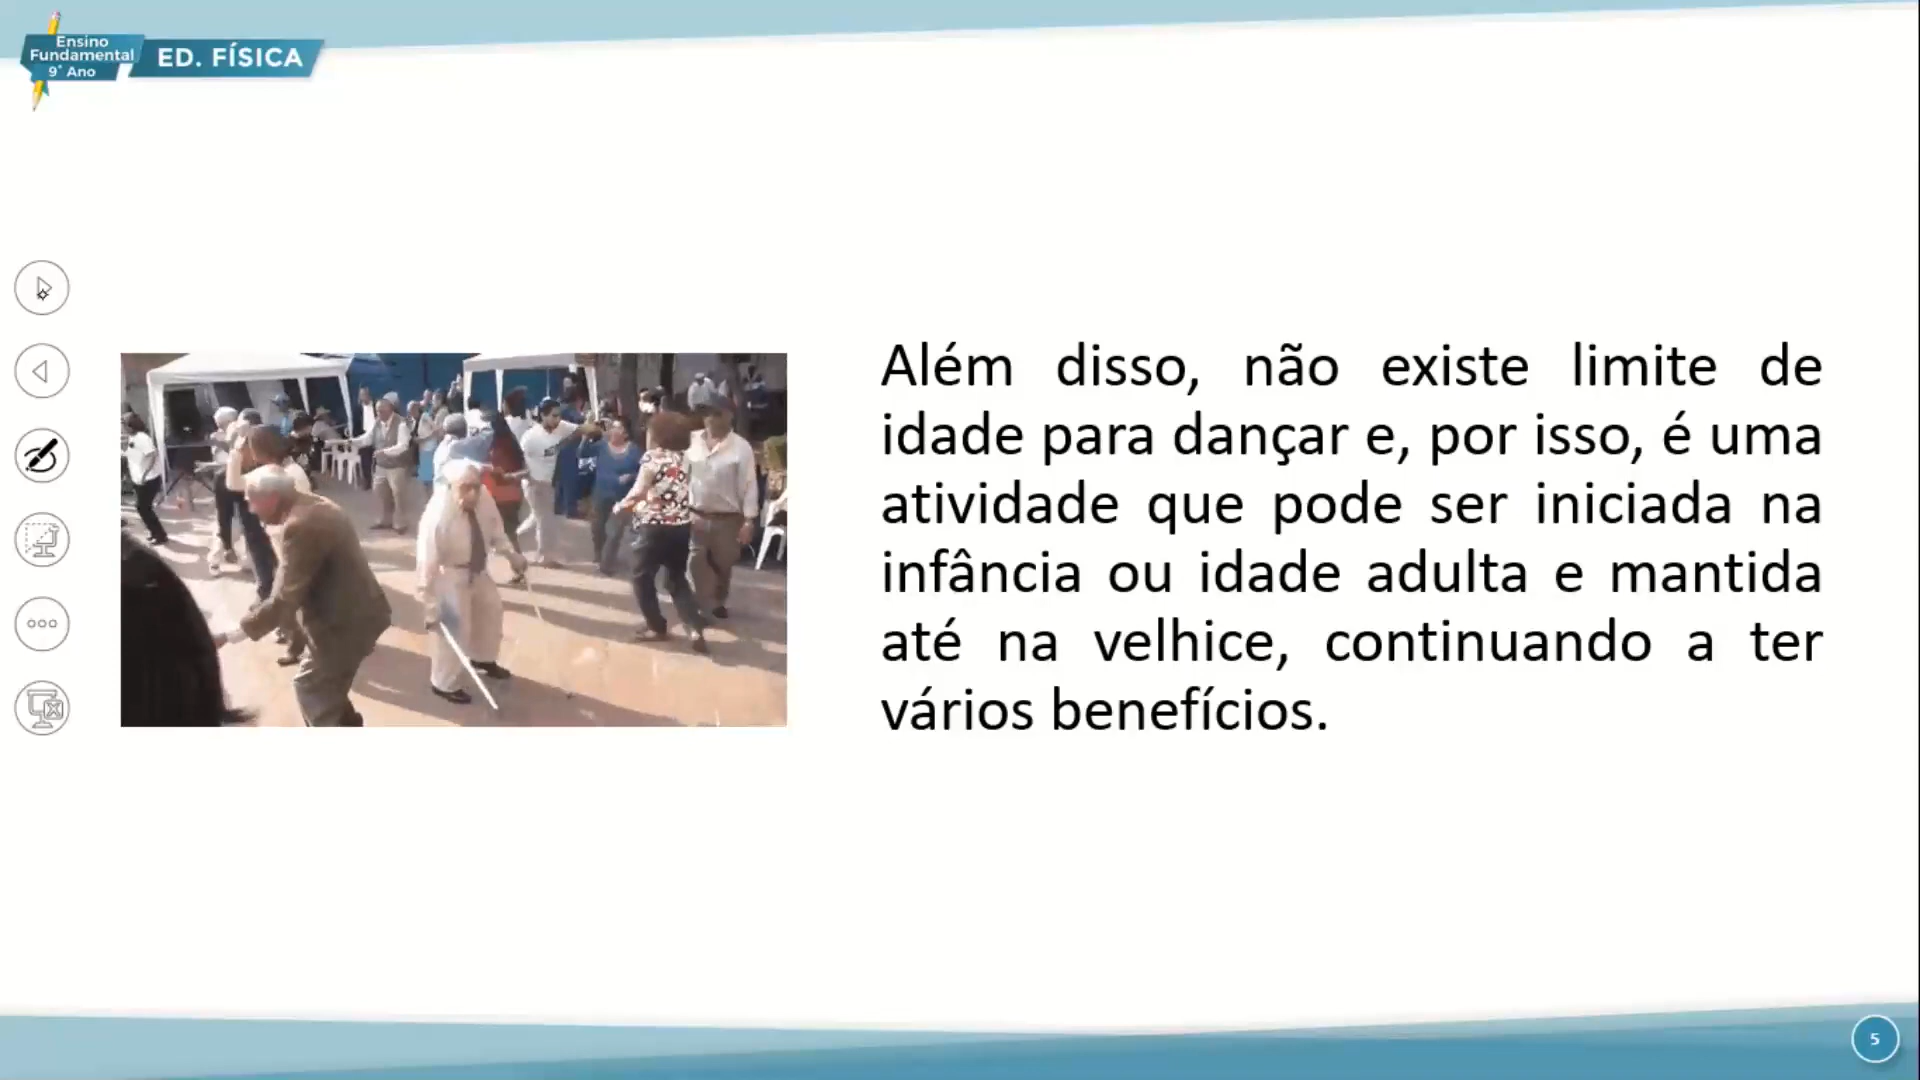 Ensino
Fundamental
9° Ano
ED. FÍSICA
Além disso, não existe limite de
idade para dançar e, por isso, é uma
atividade que pode ser iniciada na
infância ou idade adulta e mantida
até na velhice, continuando a ter
vários benefícios.
5